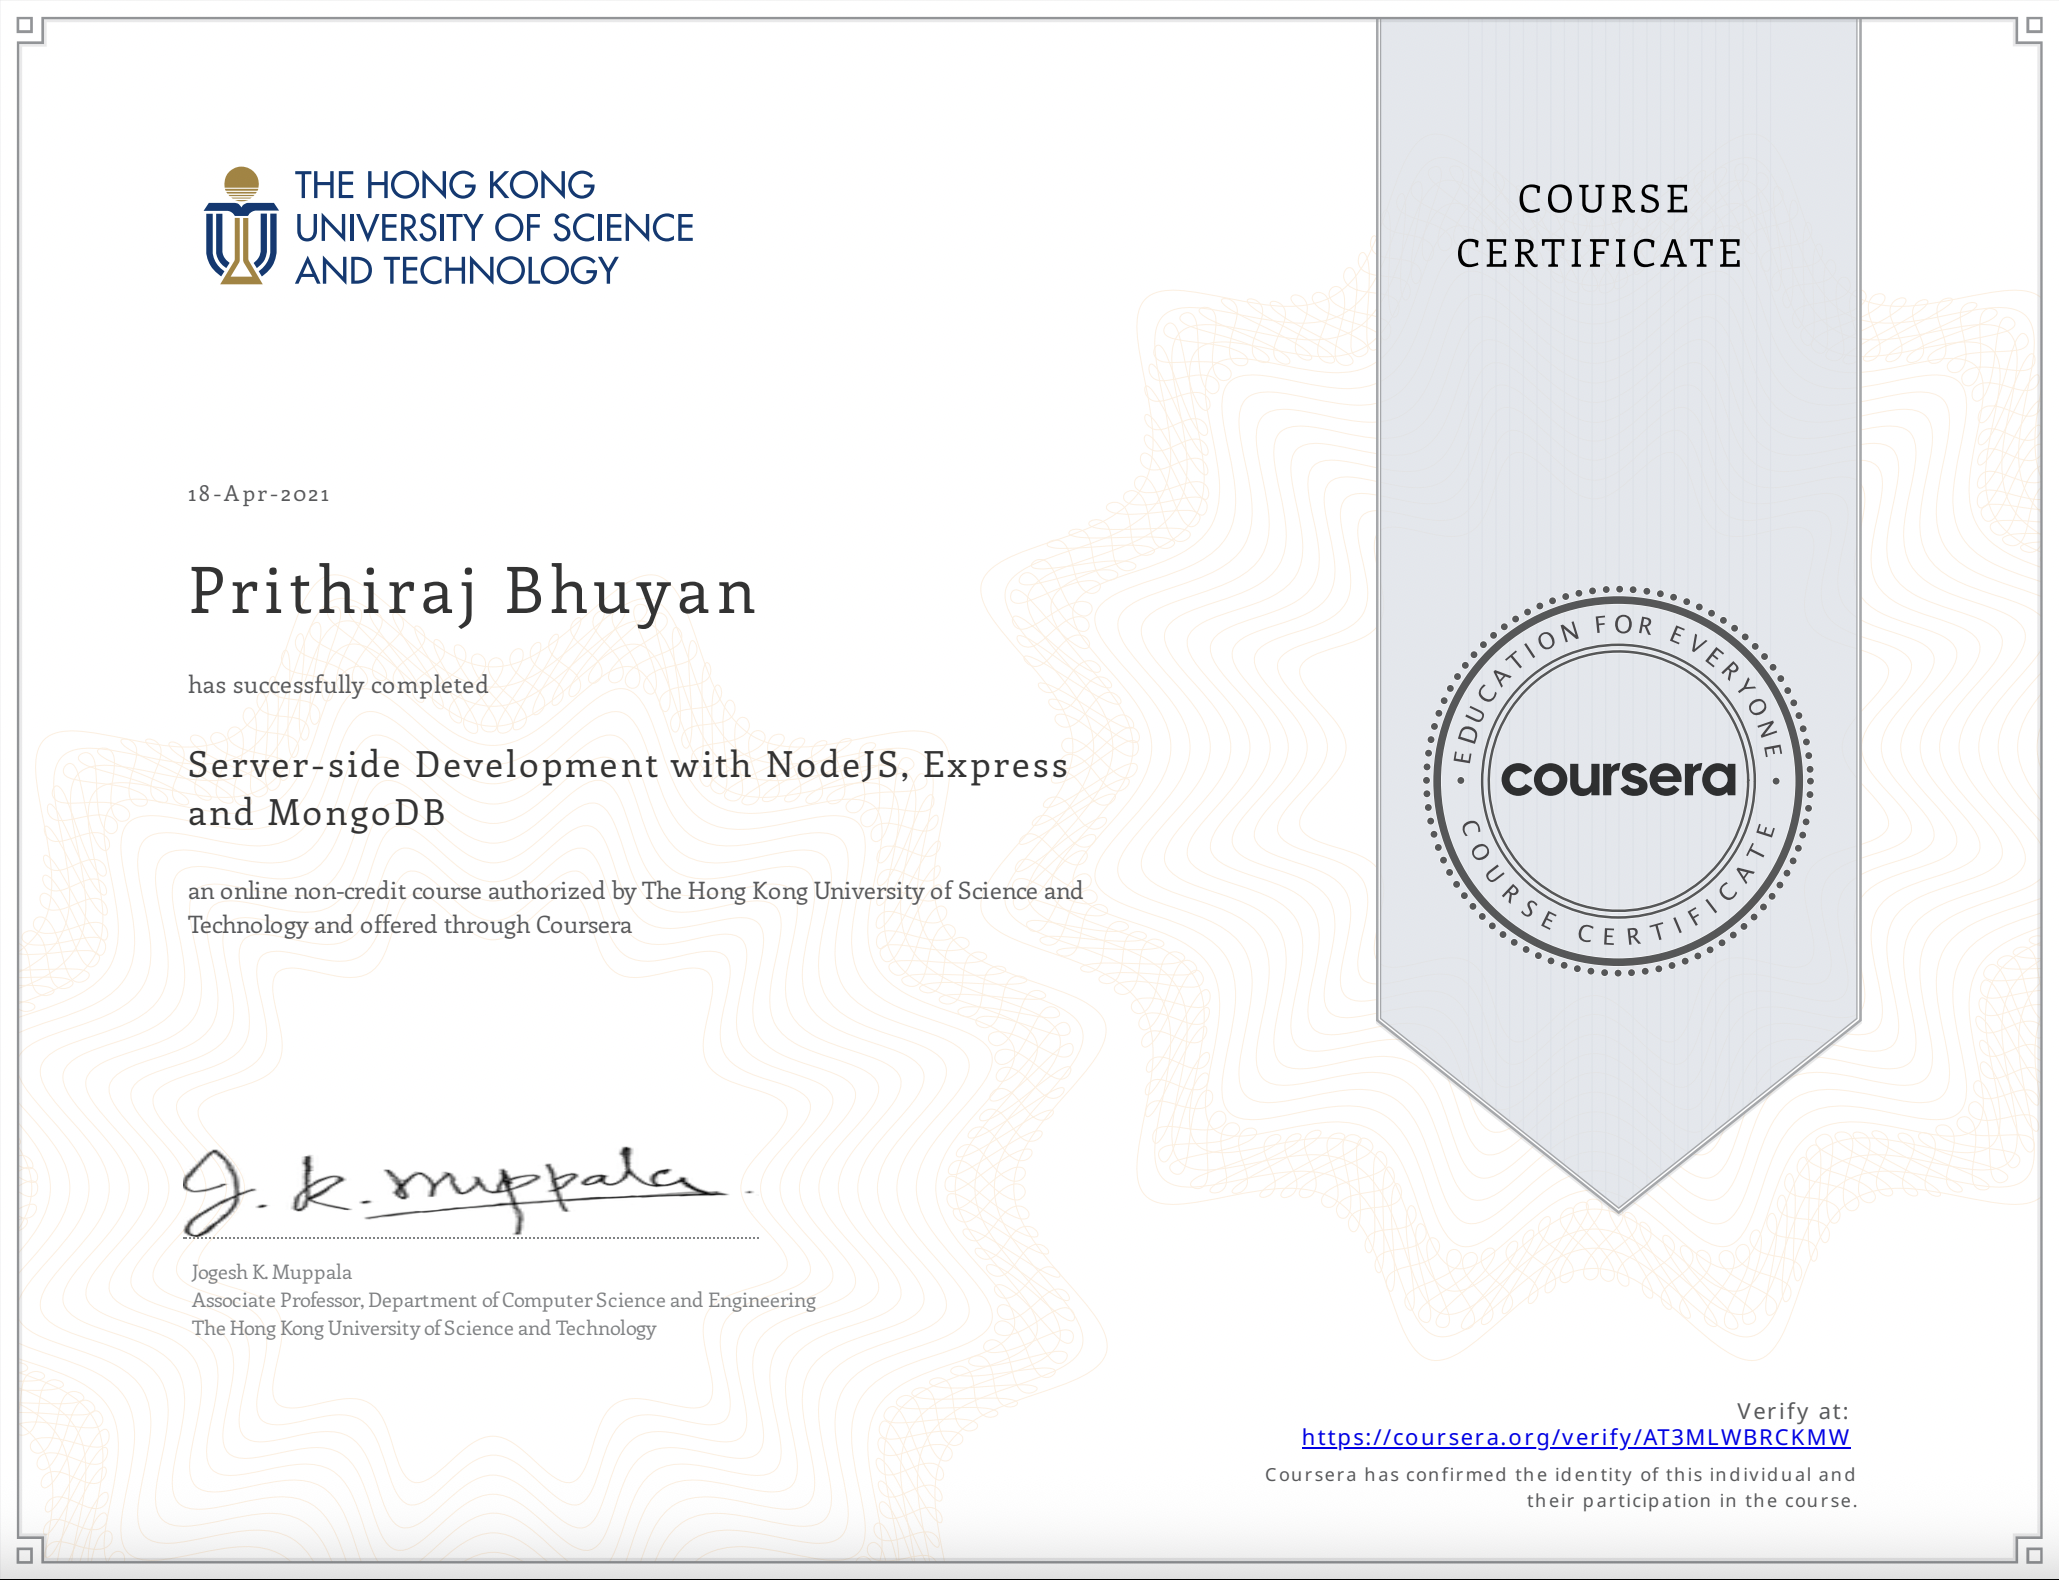 THE HONG KONG
UNIVERSITY OF SCIENCE
AND TECHNOLOGY
COURSE
CERTIFICATE
18-Apr-2021
Prithiraj Bhuyan
has successfully completed
Server-side Development with NodeJS, Express
and MongoDB
an online non-credit course authorized by The Hong Kong University of Science and
Technology and offered through Coursera
EDUCATION FOR EVERYONE
coursera
COURSE CERTIFICATE
J. K. Muppala
Jogesh K. Muppala
Associate Professor, Department of Computer Science and Engineering
The Hong Kong University of Science and Technology
Verify at:
https://coursera.org/verify/AT3MLWBRCKMW
Coursera has confirmed the identity of this individual and
their participation in the course.